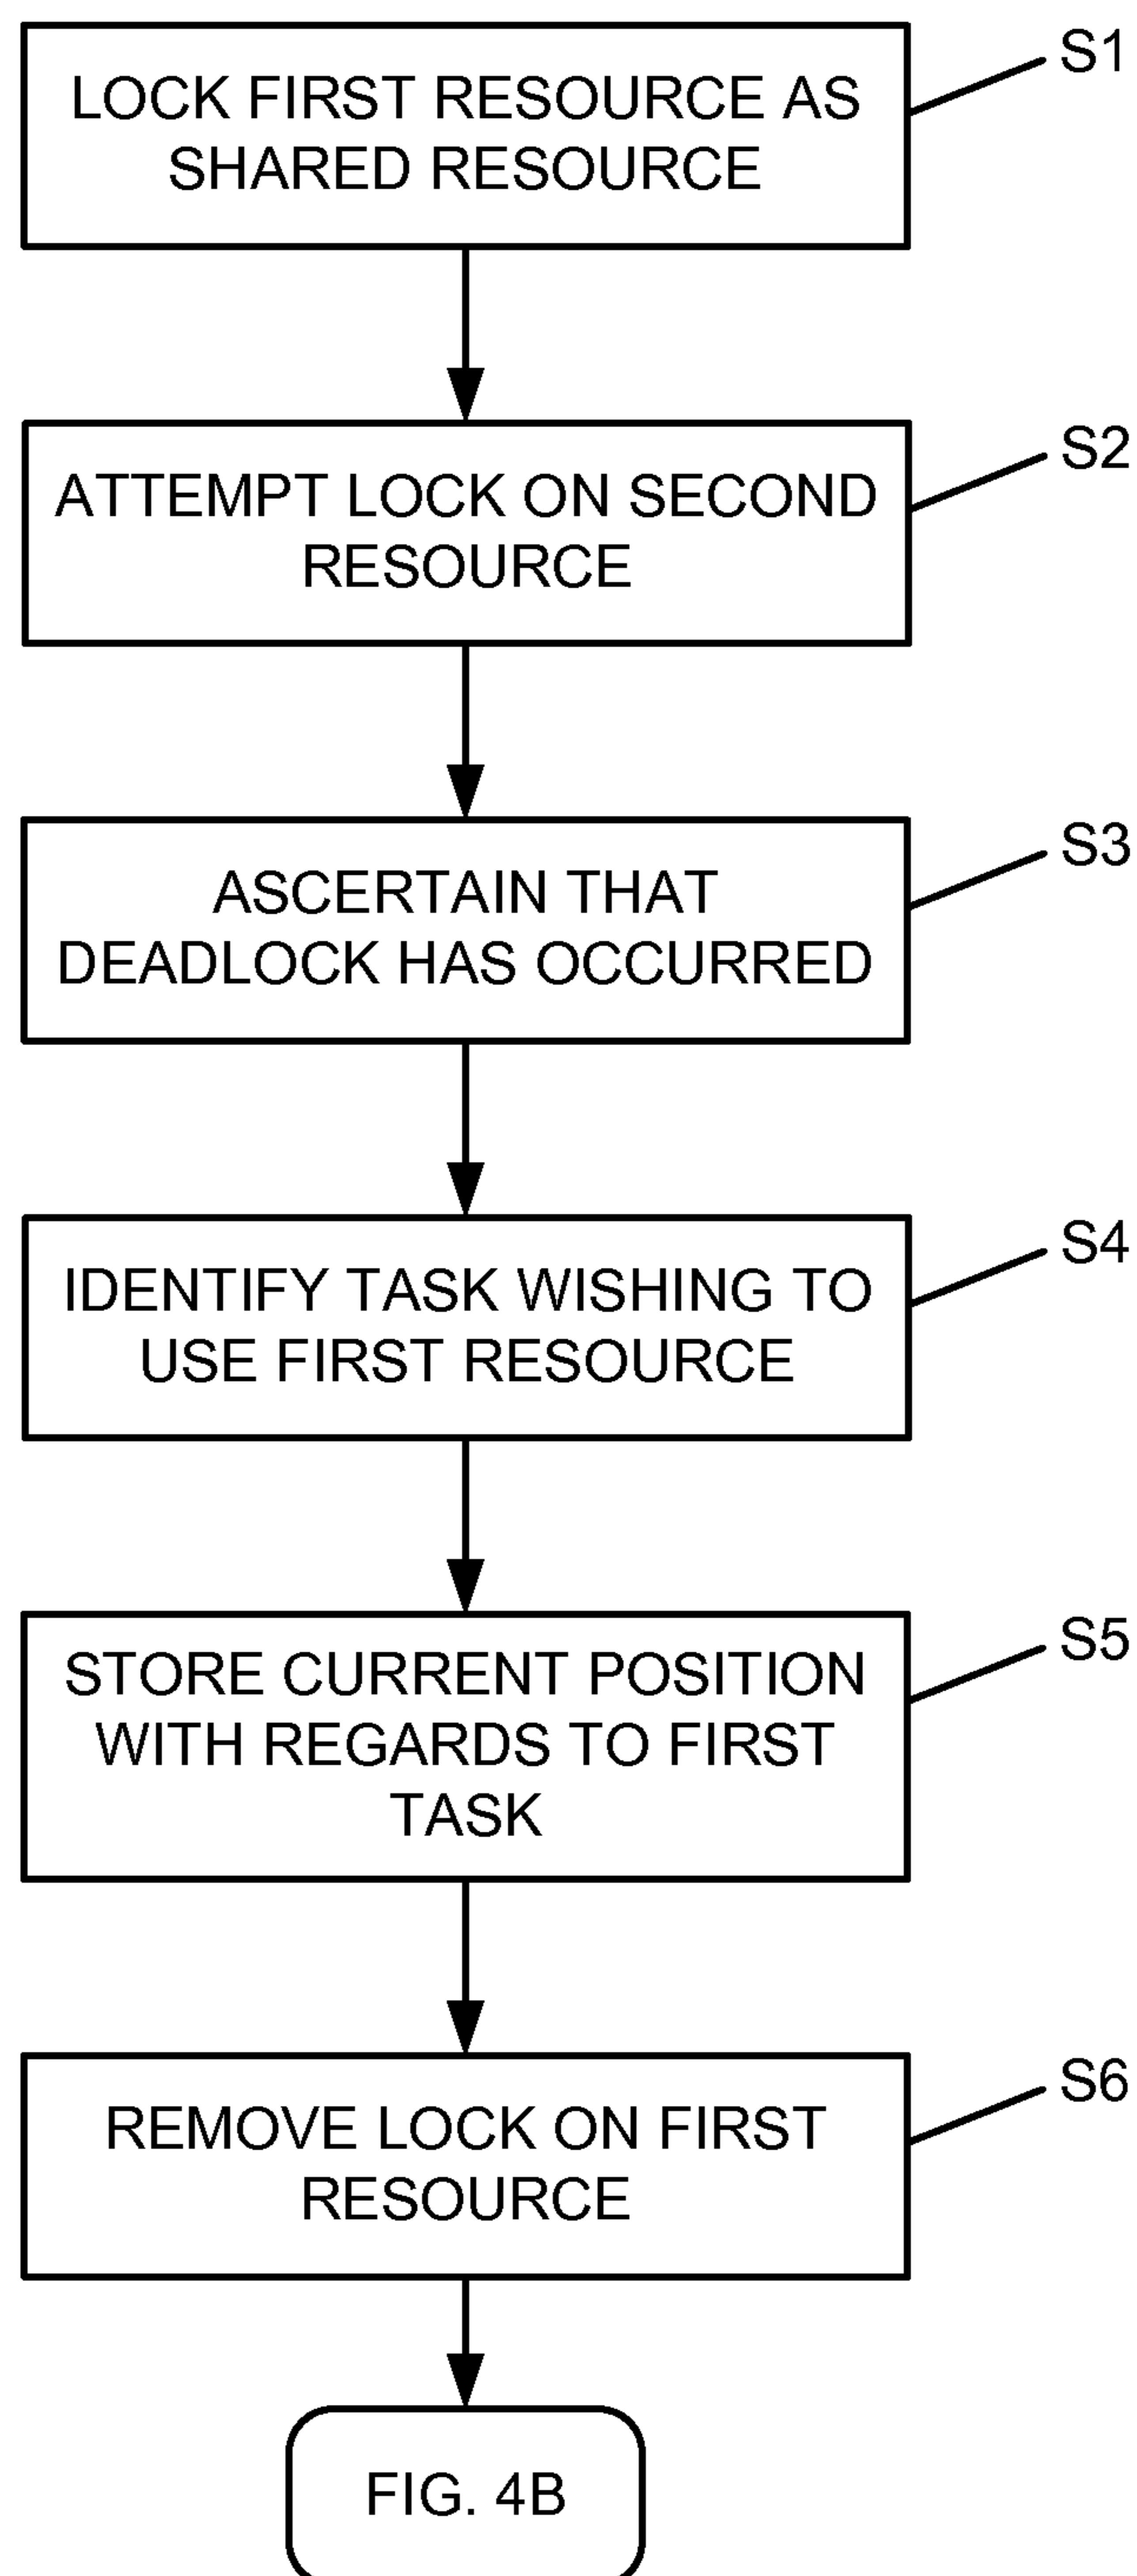 LOCK FIRST RESOURCE AS
SHARED RESOURCE
S1
ATTEMPT LOCK ON SECOND
RESOURCE
S2
ASCERTAIN THAT
DEADLOCK HAS OCCURRED
S3
IDENTIFY TASK WISHING TO
USE FIRST RESOURCE
S4
STORE CURRENT POSITION
WITH REGARDS TO FIRST
TASK
S5
REMOVE LOCK ON FIRST
RESOURCE
S6
FIG. 4B